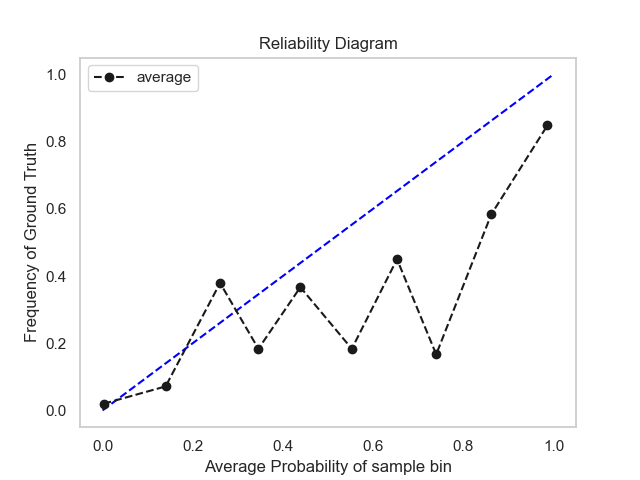 Reliability Diagram
average
1.0
0.8
0.6
0.4
0.2
0.0
Frequency of Ground Truth
0.0 0.2 0.4 0.6 0.8 1.0
Average Probability of sample bin